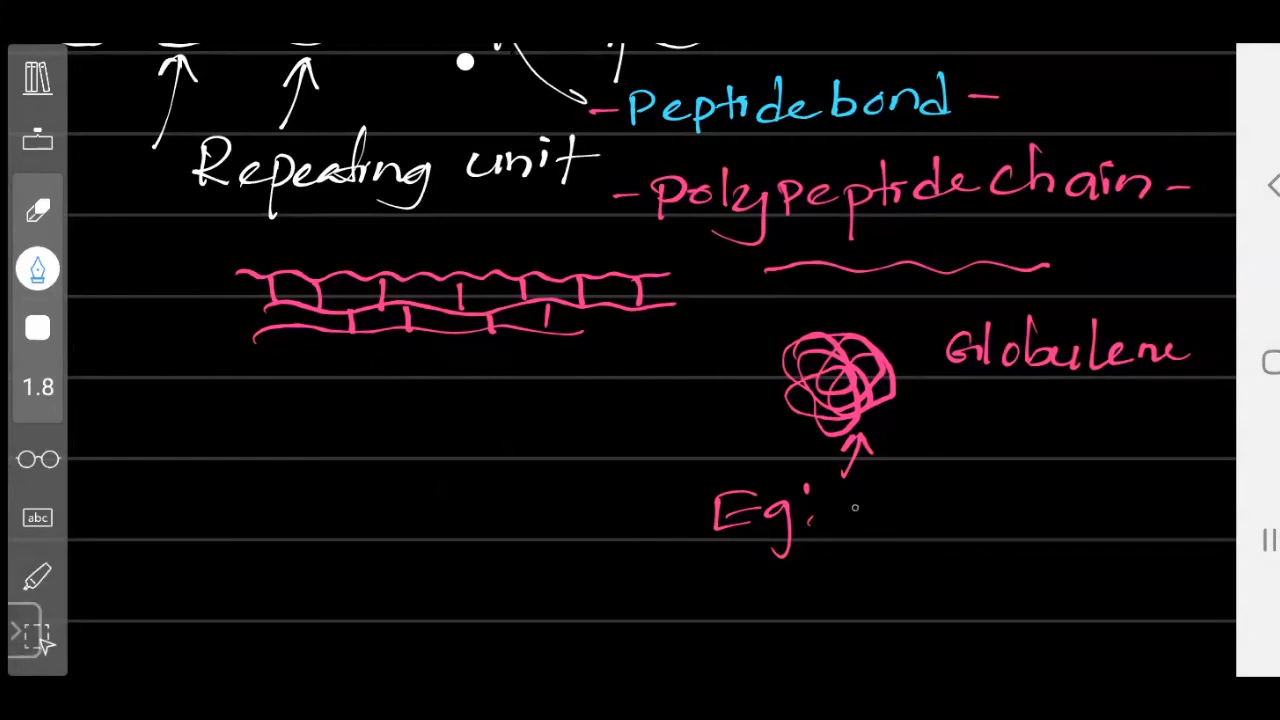 - Peptide bond -
Repeating unit
- polypeptide chain -
Globulene
Eg:
1.8
abc